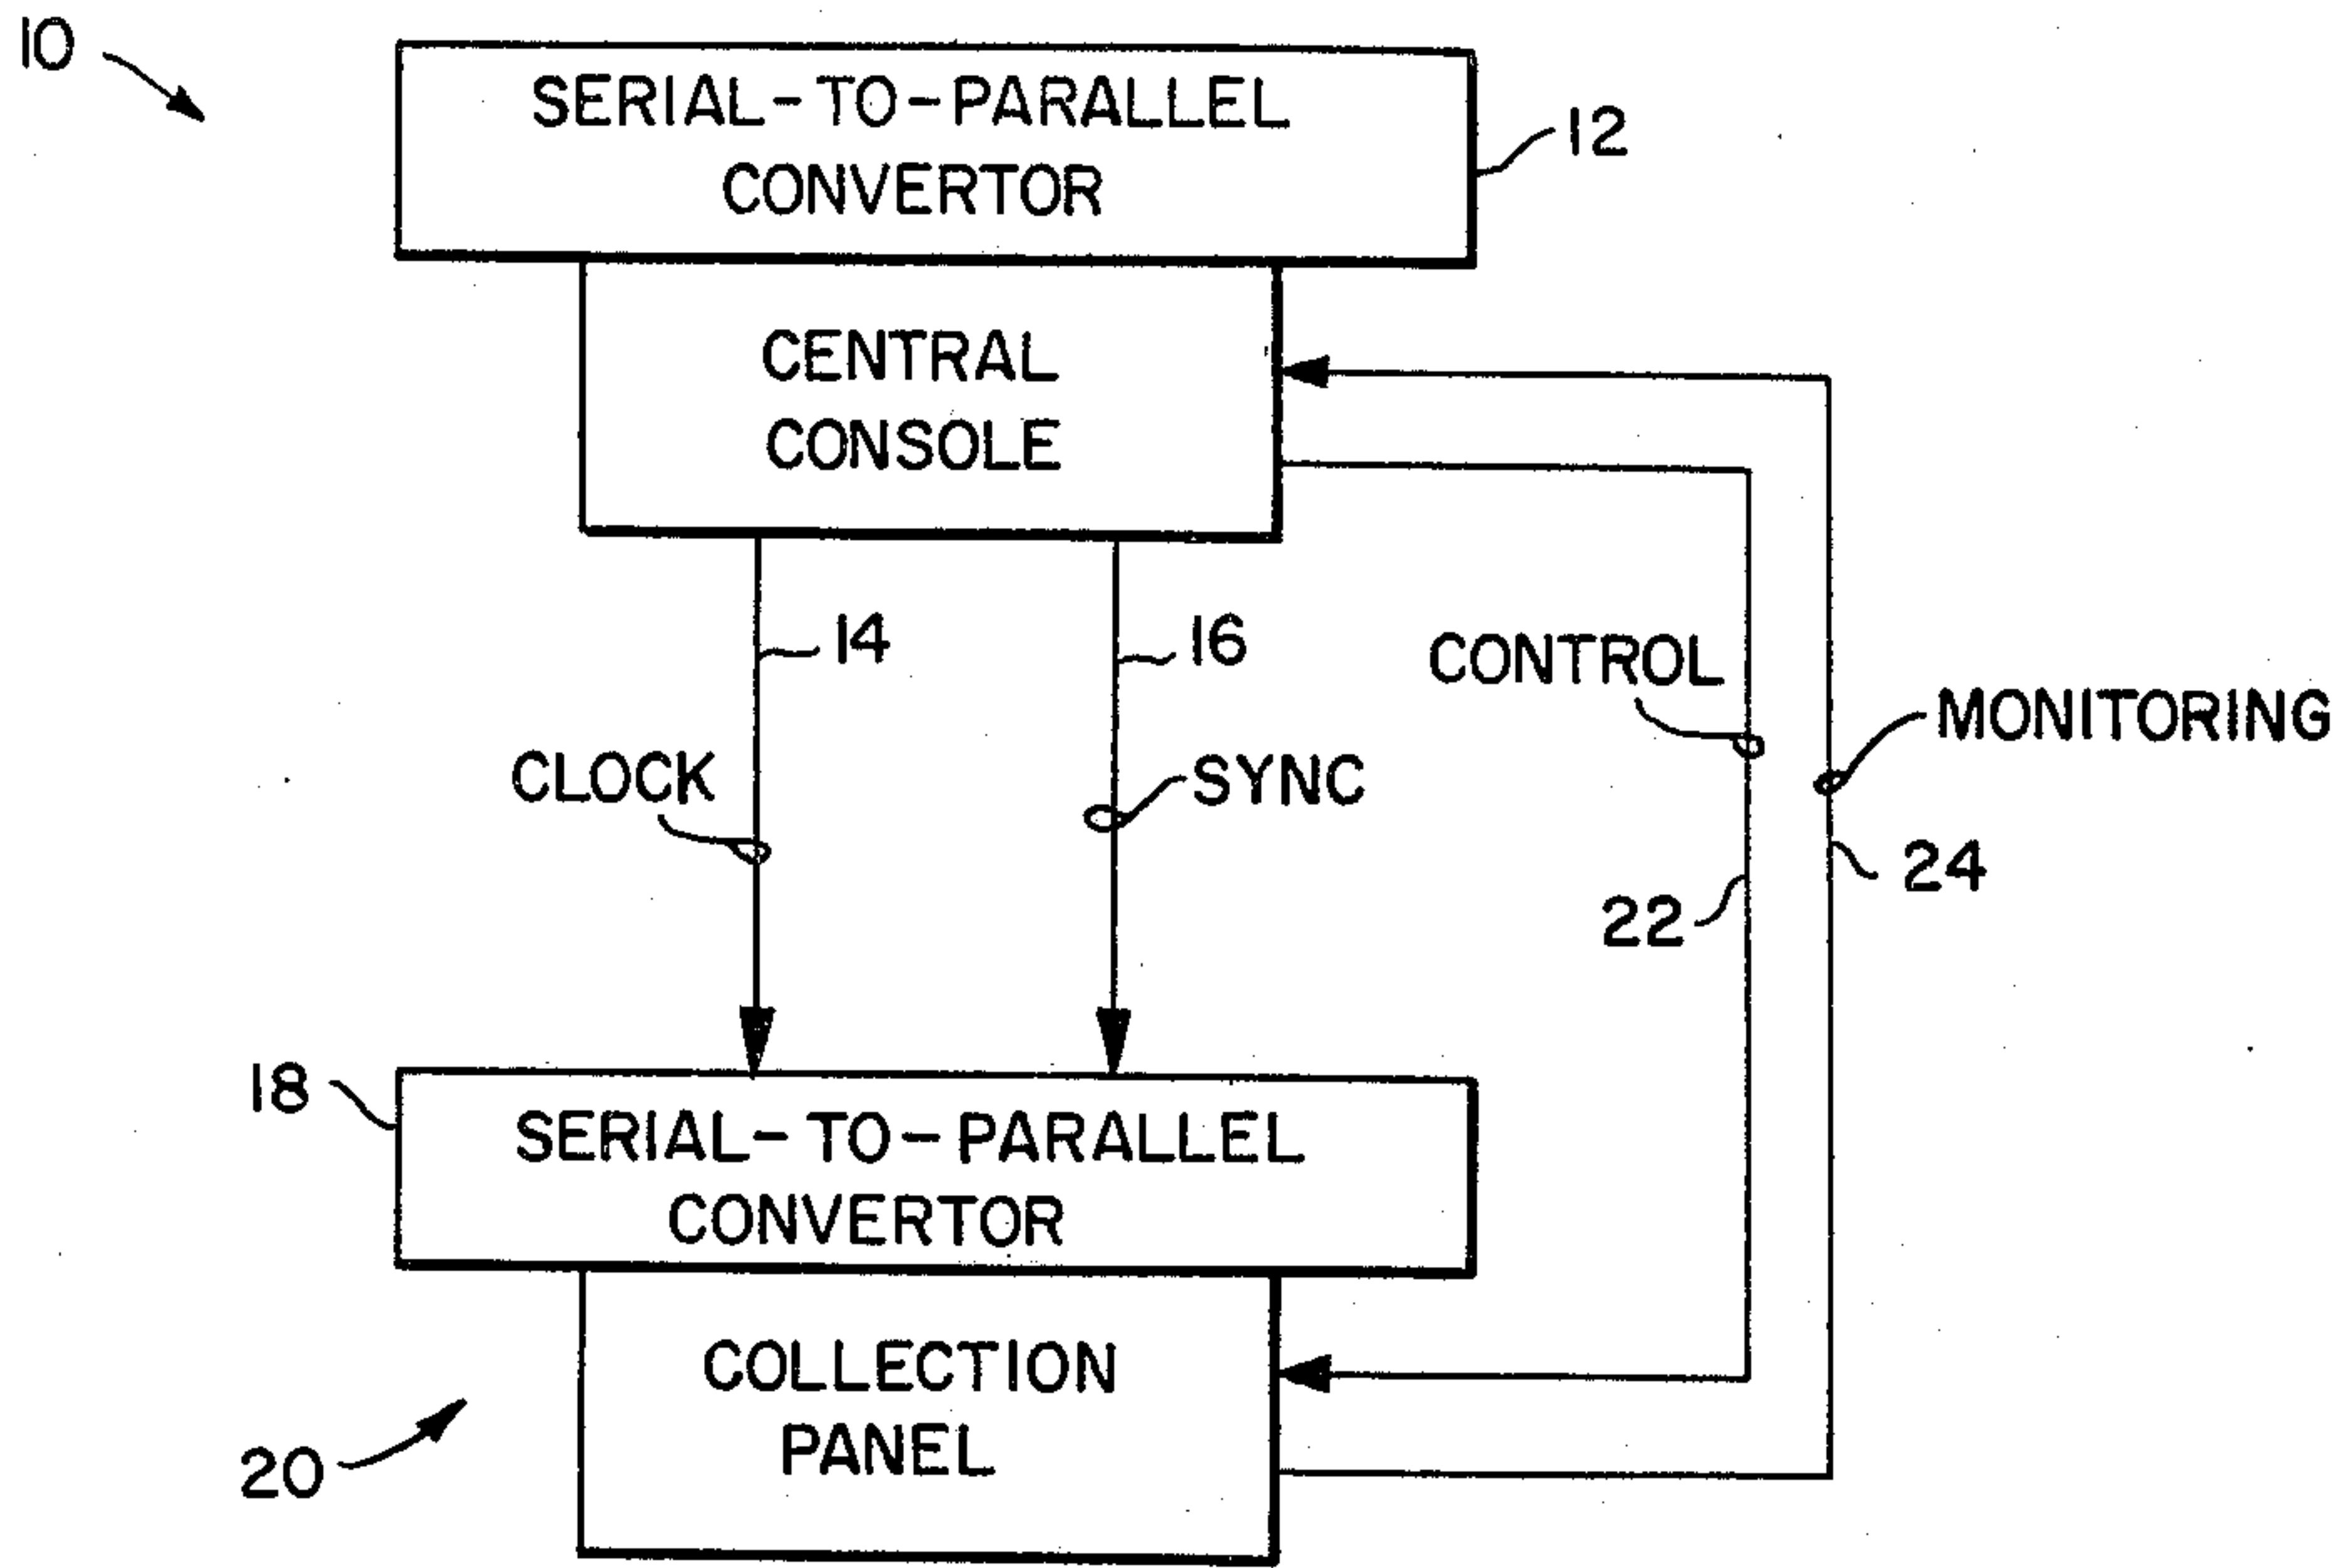 10
SERIAL-TO-PARALLEL
CONVERTOR
12
CENTRAL
CONSOLE
14
16
CONTROL
MONITORING
CLOCK
SYNC
24
22
18
SERIAL-TO-PARALLEL
CONVERTOR
COLLECTION
PANEL
20